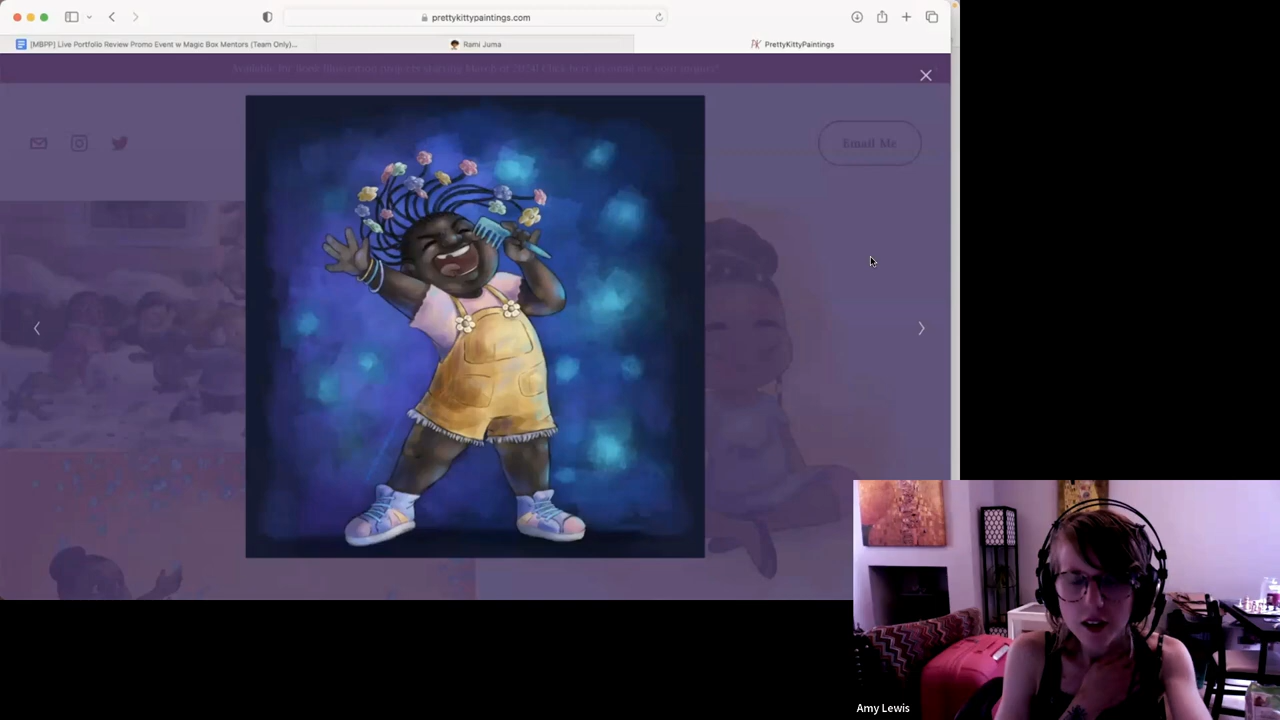 prettykittypaintings.com
[MBPP] Live Portfolio Review Promo Event w Magic Box Mentors (Team Only)...
Rami Juma
PrettyKittyPaintings
Email Me
Amy Lewis